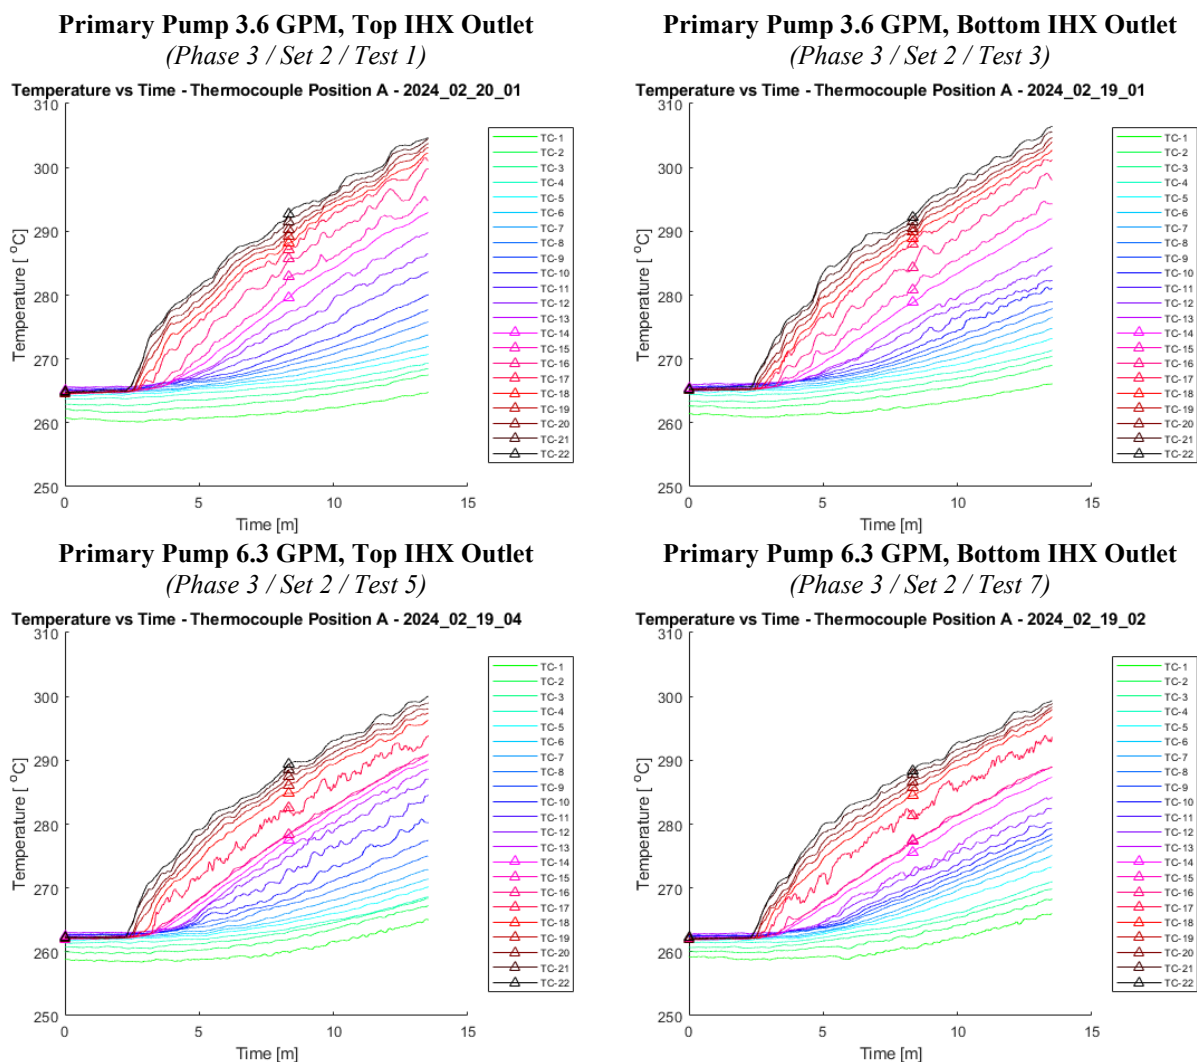 Primary Pump 3.6 GPM, Top IHX Outlet
(Phase 3 / Set 2 / Test 1)
Temperature vs Time - Thermocouple Position A - 2024_02_20_01
310
300
290
280
270
260
250
Temperature [ °C]
0
5
10
15
Time [m]
TC-1
TC-2
TC-3
TC-4
TC-5
TC-6
TC-7
TC-8
TC-9
TC-10
TC-11
TC-12
TC-13
TC-14
TC-15
TC-16
TC-17
TC-18
TC-19
TC-20
TC-21
TC-22
Primary Pump 3.6 GPM, Bottom IHX Outlet
(Phase 3 / Set 2 / Test 3)
Temperature vs Time - Thermocouple Position A - 2024_02_19_01
310
300
290
280
270
260
250
Temperature [ °C]
0
5
10
15
Time [m]
TC-1
TC-2
TC-3
TC-4
TC-5
TC-6
TC-7
TC-8
TC-9
TC-10
TC-11
TC-12
TC-13
TC-14
TC-15
TC-16
TC-17
TC-18
TC-19
TC-20
TC-21
TC-22
Primary Pump 6.3 GPM, Top IHX Outlet
(Phase 3 / Set 2 / Test 5)
Temperature vs Time - Thermocouple Position A - 2024_02_19_04
310
300
290
280
270
260
250
Temperature [ °C]
0
5
10
15
Time [m]
TC-1
TC-2
TC-3
TC-4
TC-5
TC-6
TC-7
TC-8
TC-9
TC-10
TC-11
TC-12
TC-13
TC-14
TC-15
TC-16
TC-17
TC-18
TC-19
TC-20
TC-21
TC-22
Primary Pump 6.3 GPM, Bottom IHX Outlet
(Phase 3 / Set 2 / Test 7)
Temperature vs Time - Thermocouple Position A - 2024_02_19_02
310
300
290
280
270
260
250
Temperature [ °C]
0
5
10
15
Time [m]
TC-1
TC-2
TC-3
TC-4
TC-5
TC-6
TC-7
TC-8
TC-9
TC-10
TC-11
TC-12
TC-13
TC-14
TC-15
TC-16
TC-17
TC-18
TC-19
TC-20
TC-21
TC-22